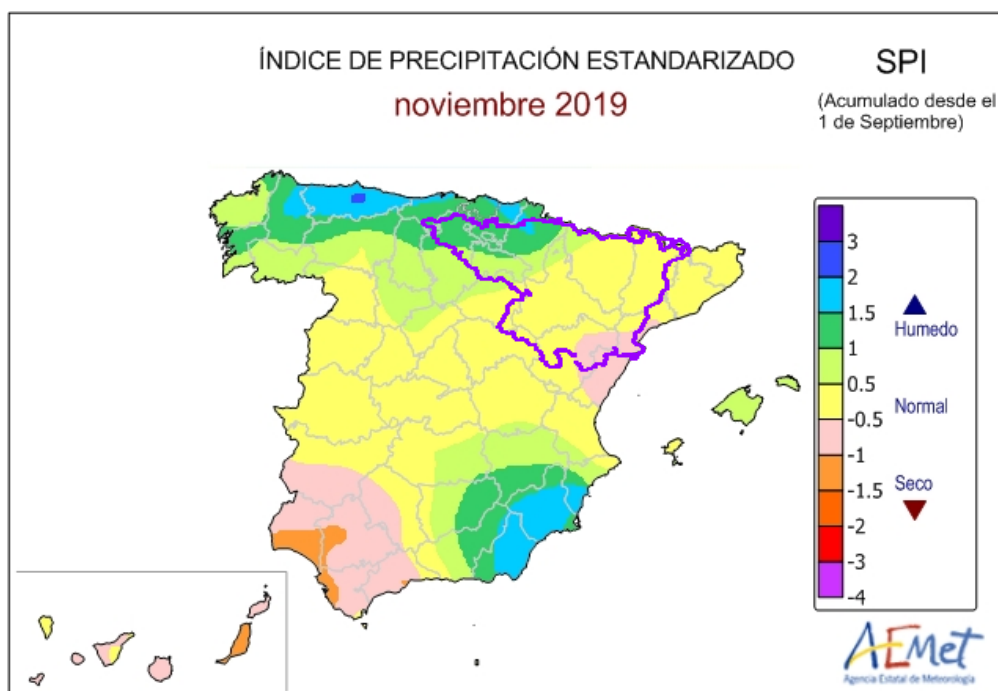 ÍNDICE DE PRECIPITACIÓN ESTANDARIZADO
noviembre 2019
SPI
(Acumulado desde el
1 de Septiembre)
3
2
1.5
Humedo
1
0.5
Normal
-0.5
-1
Seco
-1.5
-2
-3
-4
AEmet
Agencia Estatal de Meteorología